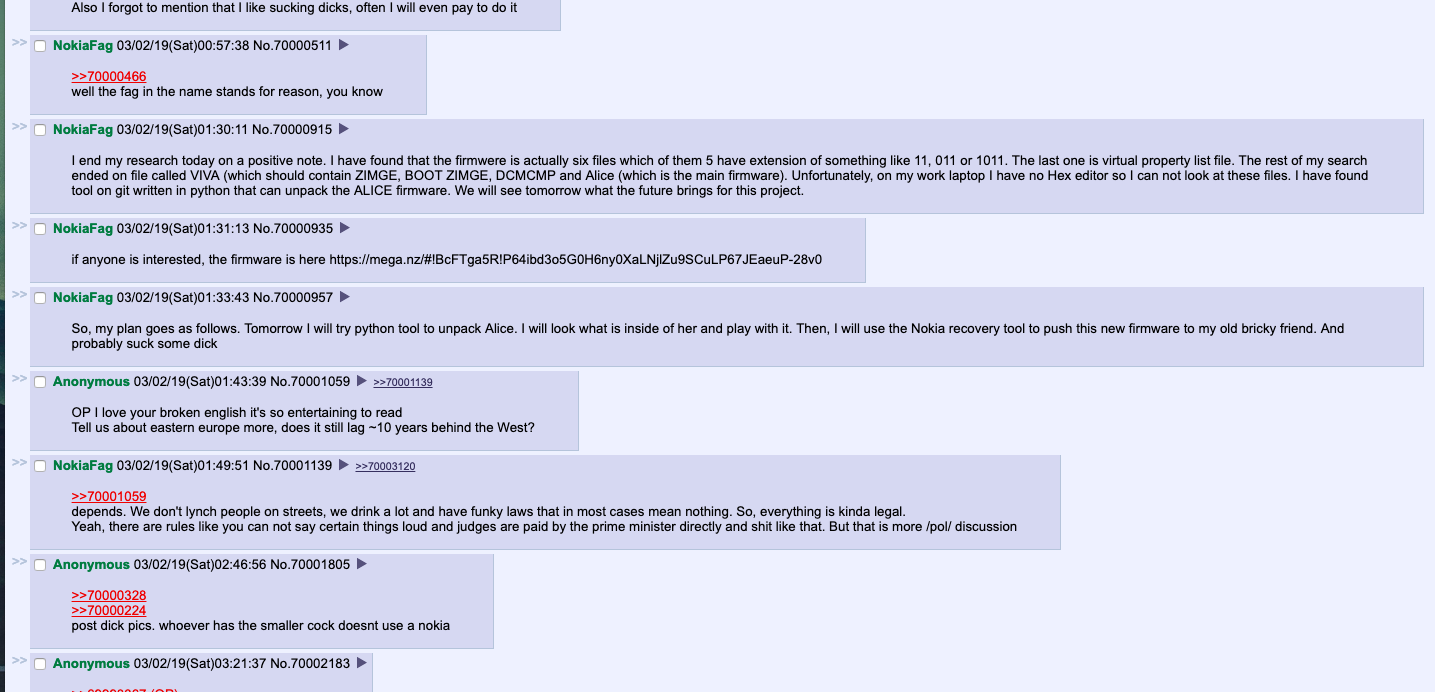 Also I forgot to mention that I like sucking dicks, often I will even pay to do it
>> NokiaFag 03/02/19(Sat)00:57:38 No.70000511 ▶
>>70000466
well the fag in the name stands for reason, you know
>> NokiaFag 03/02/19(Sat)01:30:11 No.70000915 ▶
I end my research today on a positive note. I have found that the firmwere is actually six files which of them 5 have extension of something like 11, 011 or 1011. The last one is virtual property list file. The rest of my search
ended on file called VIVA (which should contain ZIMGE, BOOT ZIMGE, DCMCMP and Alice (which is the main firmware). Unfortunately, on my work laptop I have no Hex editor so I can not look at these files. I have found
tool on git written in python that can unpack the ALICE firmware. We will see tomorrow what the future brings for this project.
>> NokiaFag 03/02/19(Sat)01:31:13 No.70000935 ▶
if anyone is interested, the firmware is here https://mega.nz/#!BcFTga5R!P64ibd3o5G0H6ny0XaLNjlZu9SCuLP67JEaeuP-28v0
>> NokiaFag 03/02/19(Sat)01:33:43 No.70000957 ▶
So, my plan goes as follows. Tomorrow I will try python tool to unpack Alice. I will look what is inside of her and play with it. Then, I will use the Nokia recovery tool to push this new firmware to my old bricky friend. And
probably suck some dick
>> Anonymous 03/02/19(Sat)01:43:39 No.70001059 ▶ >>70001139
OP I love your broken english it's so entertaining to read
Tell us about eastern europe more, does it still lag ~10 years behind the West?
>> NokiaFag 03/02/19(Sat)01:49:51 No.70001139 ▶ >>70003120
>>70001059
depends. We don't lynch people on streets, we drink a lot and have funky laws that in most cases mean nothing. So, everything is kinda legal.
Yeah, there are rules like you can not say certain things loud and judges are paid by the prime minister directly and shit like that. But that is more /pol/ discussion
>> Anonymous 03/02/19(Sat)02:46:56 No.70001805 ▶
>>70000328
>>70000224
post dick pics. whoever has the smaller cock doesnt use a nokia
>> Anonymous 03/02/19(Sat)03:21:37 No.70002183 ▶